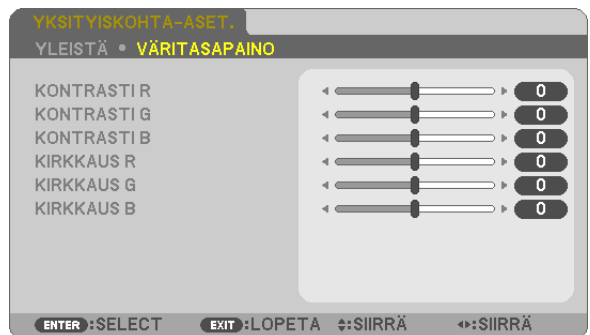 YKSITYISKOHTA-ASET.
YLEISTÄ • VÄRITASAPAINO
KONTRASTI R 0
KONTRASTI G 0
KONTRASTI B 0
KIRKKAUS R 0
KIRKKAUS G 0
KIRKKAUS B 0
ENTER :SELECT EXIT :LOPETA :SIIRRÄ :SIIRRÄ